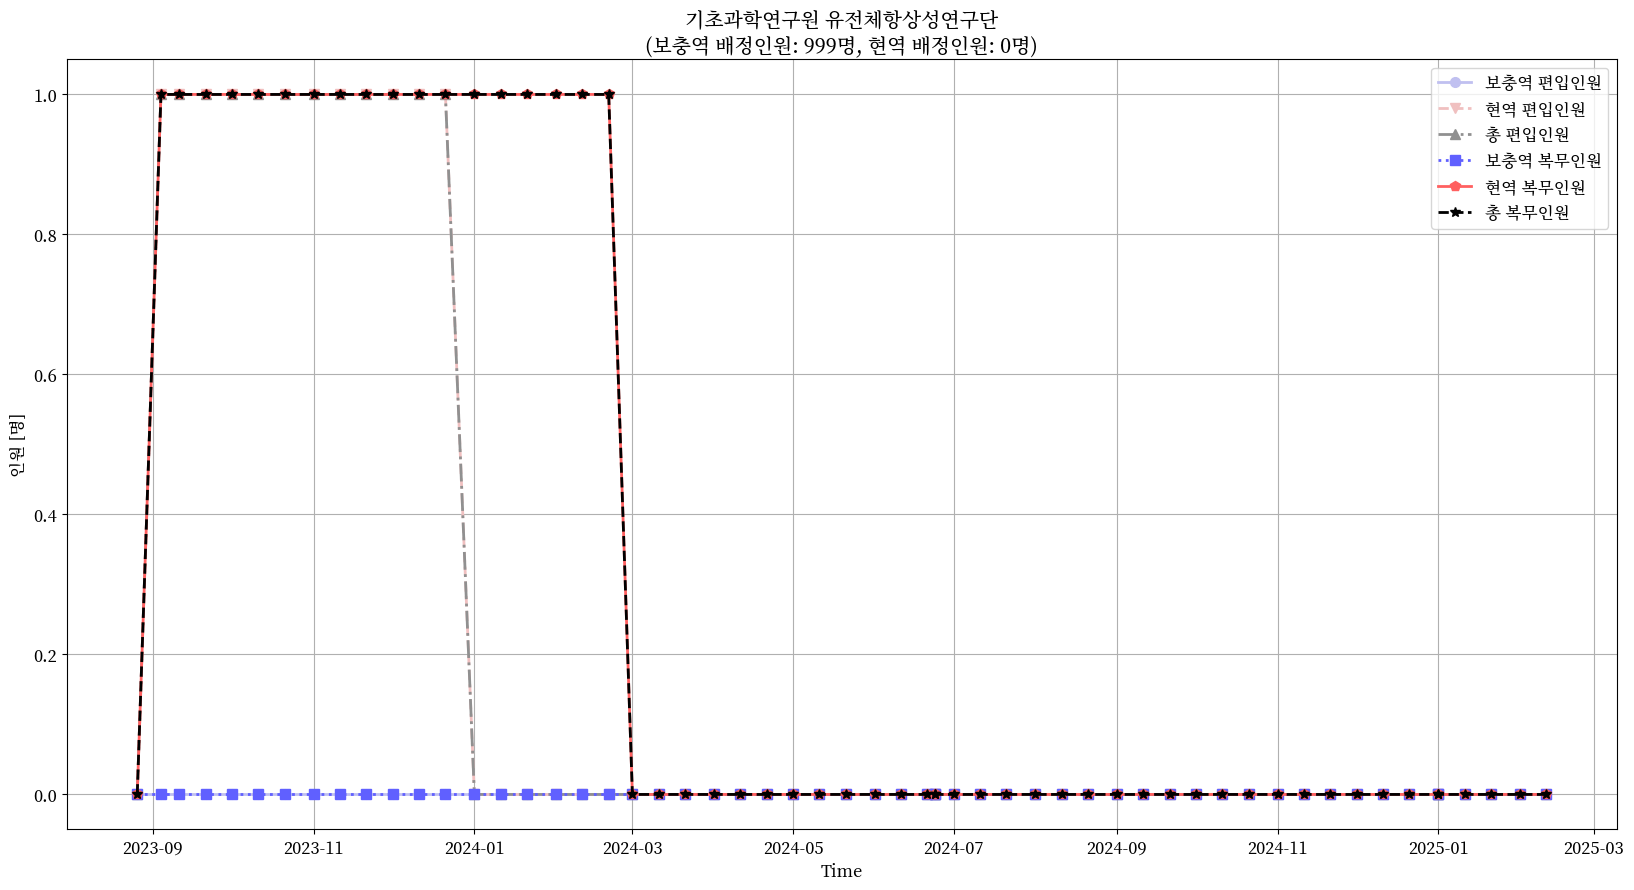 기초과학연구원 유전체항상성연구단
(보충역 배정인원: 999명, 현역 배정인원: 0명)
보충역 편입인원
현역 편입인원
총 편입인원
보충역 복무인원
현역 복무인원
총 복무인원
인원 [명]
1.0
0.8
0.6
0.4
0.2
0.0
2023-09
2023-11
2024-01
2024-03
2024-05
2024-07
2024-09
2024-11
2025-01
2025-03
Time